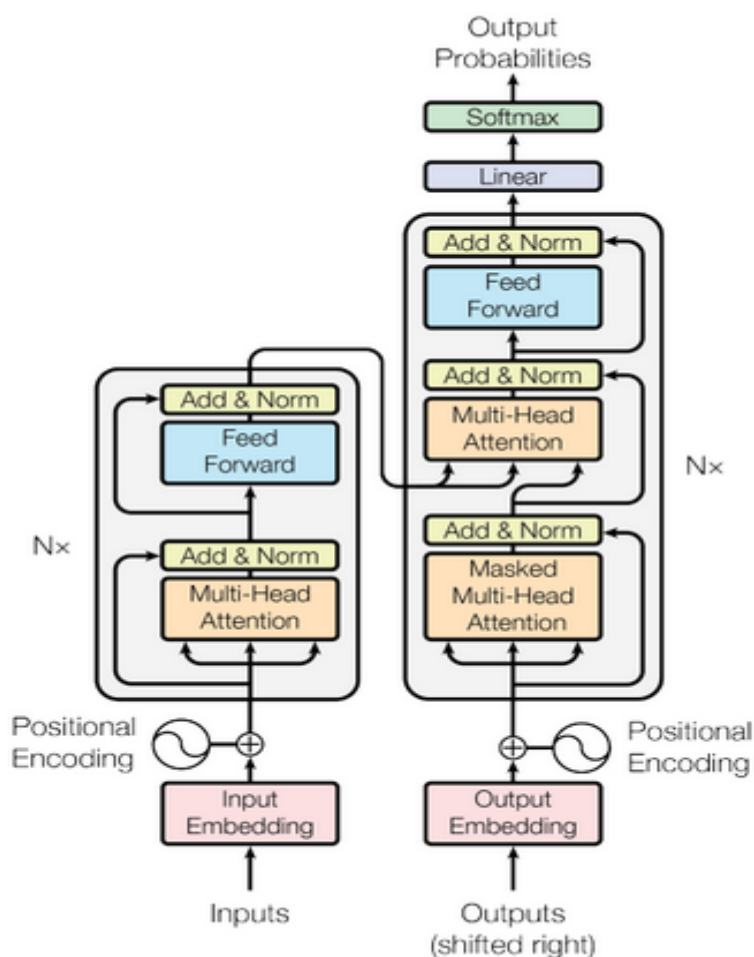 Output
Probabilities
Softmax
Linear
Add & Norm
Feed
Forward
Add & Norm
Multi-Head
Attention
Add & Norm
Masked
Multi-Head
Attention
Nx
Add & Norm
Feed
Forward
Add & Norm
Multi-Head
Attention
Nx
Positional
Encoding
Positional
Encoding
Input
Embedding
Output
Embedding
Inputs
Outputs
(shifted right)